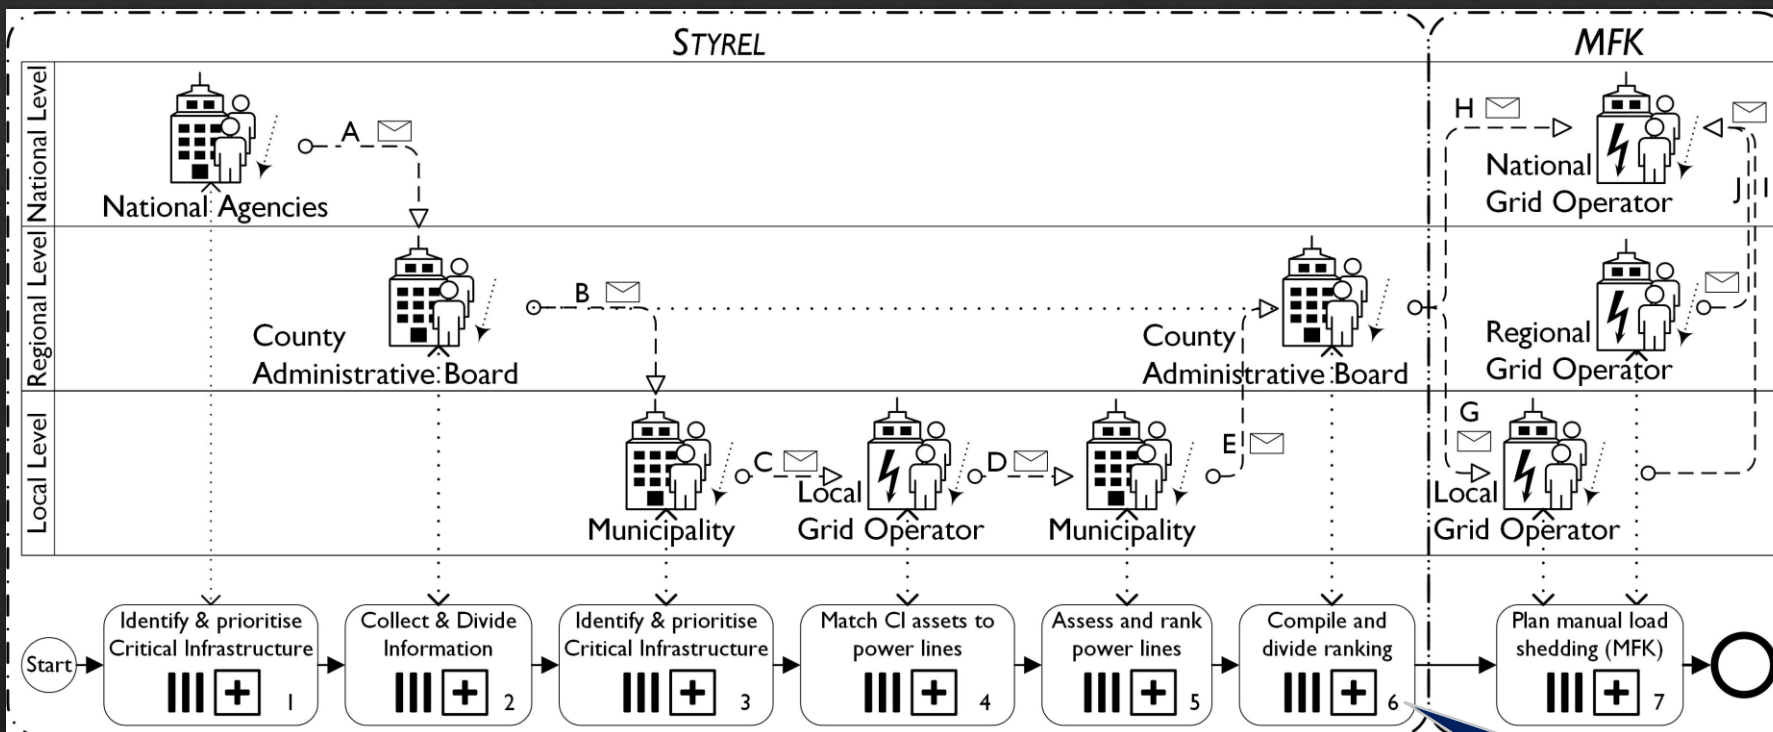 STYREL
MFK
National Level
A
National Agencies
H
National
Grid Operator
J
I
Regional Level
County
Administrative Board
B
County
Administrative Board
Regional
Grid Operator
Local Level
Municipality
C
Local
Grid Operator
D
Municipality
E
G
Local
Grid Operator
Start
Identify & prioritise
Critical Infrastructure
1
Collect & Divide
Information
2
Identify & prioritise
Critical Infrastructure
3
Match CI assets to
power lines
4
Assess and rank
power lines
5
Compile and
divide ranking
6
Plan manual load
shedding (MFK)
7